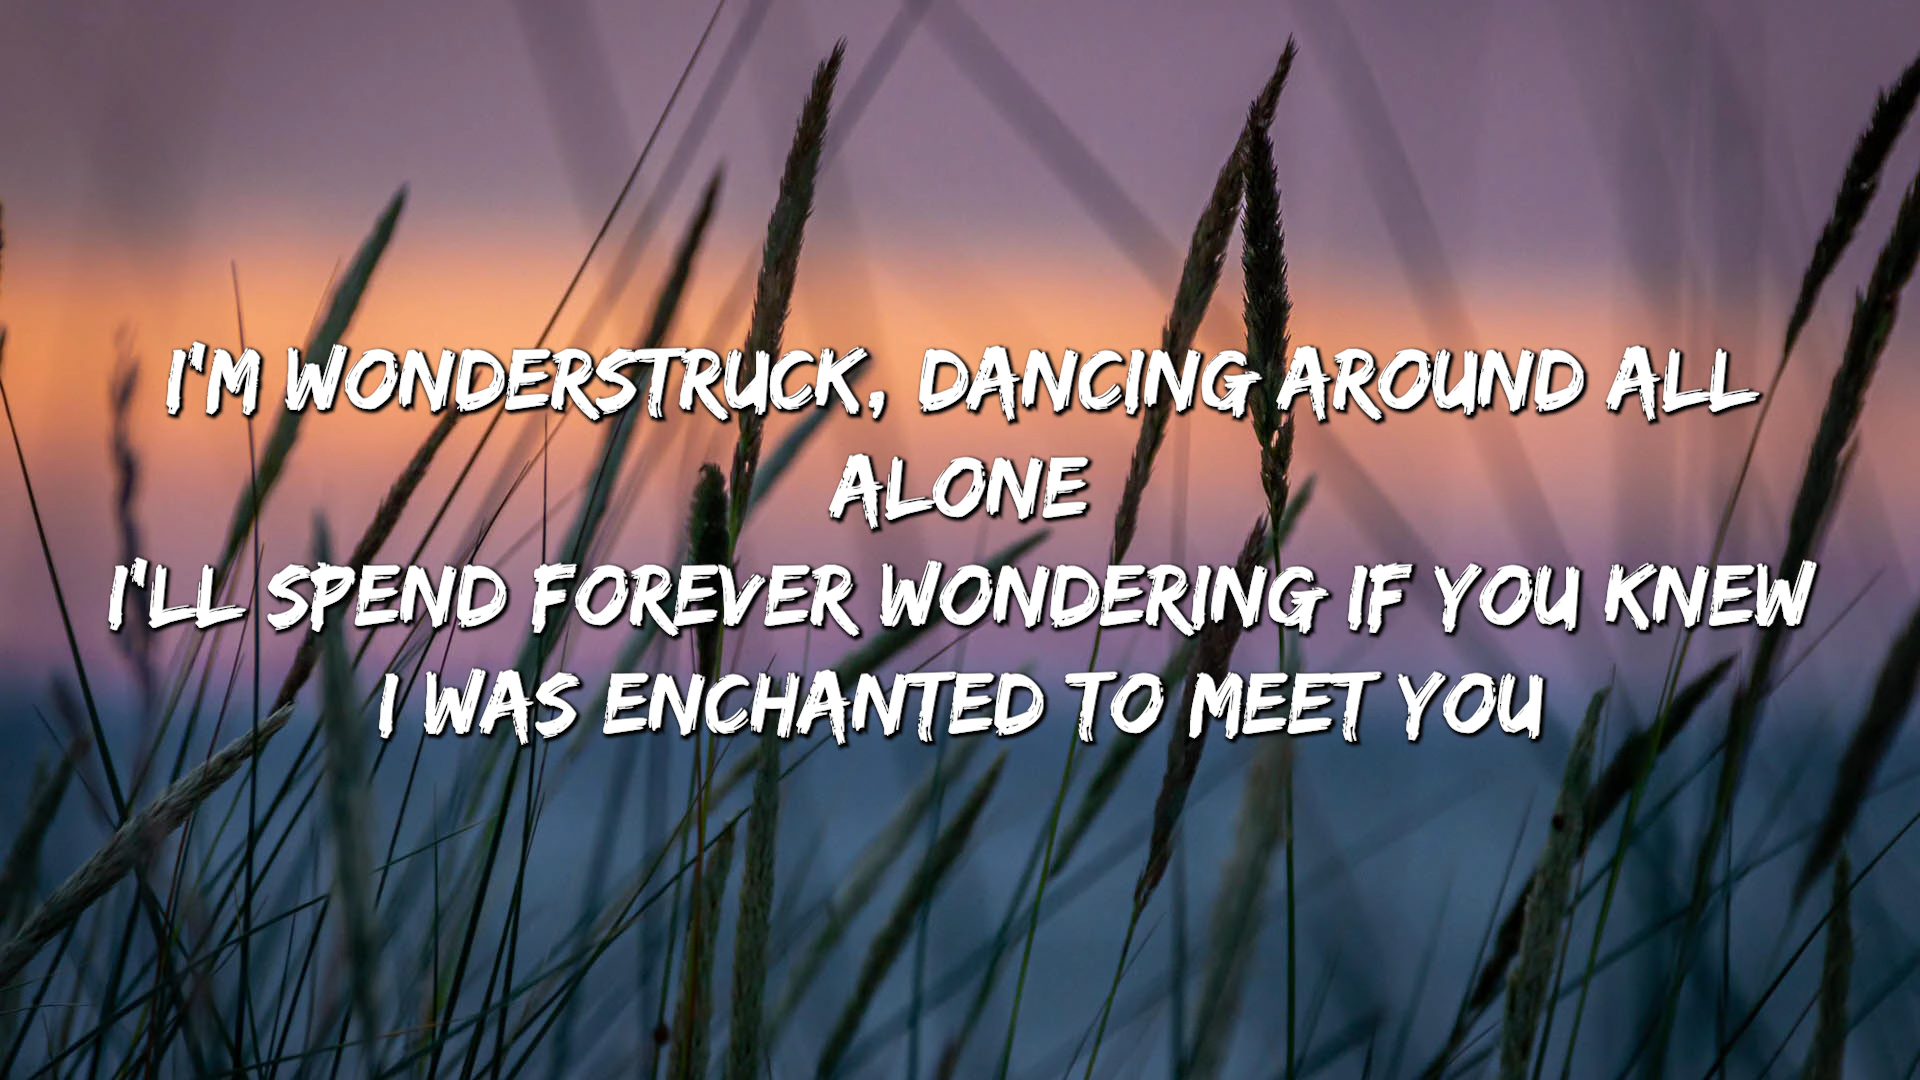 I'M WONDERSTRUCK, DANCING AROUND ALL
ALONE
I'LL SPEND FOREVER WONDERING IF YOU KNEW
I WAS ENCHANTED TO MEET YOU